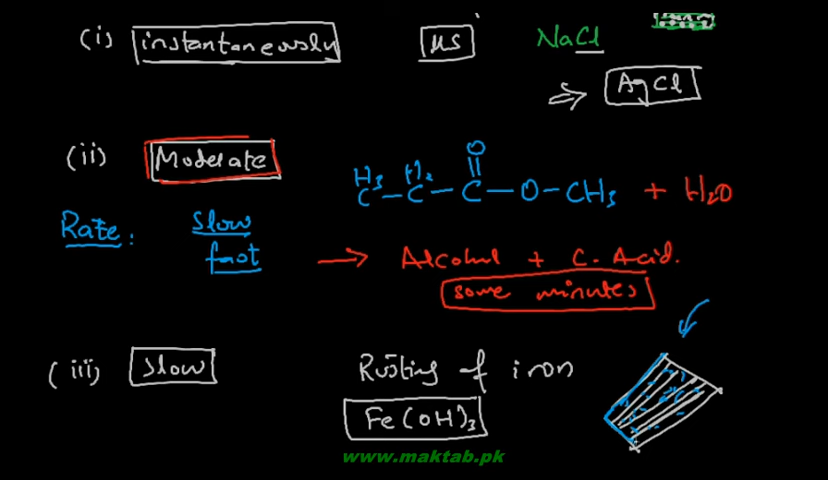 (i) instantaneously μs NaCl
⇒ AgCl
(ii) Moderate
H₃C–CH₂–C(=O)–O–CH₃ + H₂O
Rate: slow
fast → Alcohol + C. Acid.
some minutes
(iii) slow Rusting of iron
Fe(OH)₃
www.maktab.pk